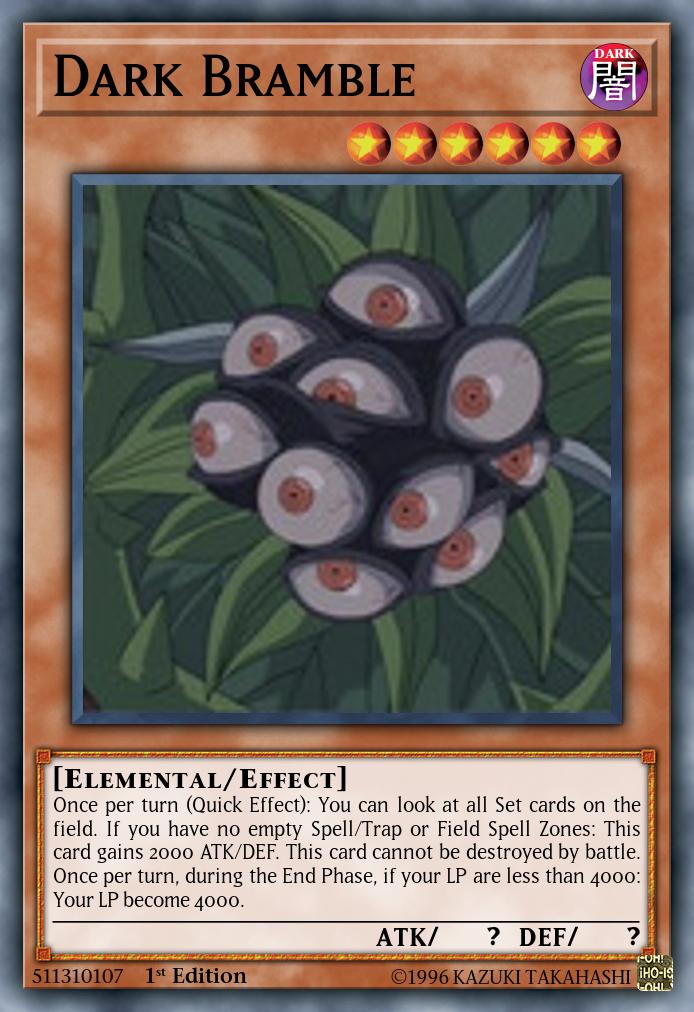 Dark Bramble
DARK
闇
[Elemental/Effect]
Once per turn (Quick Effect): You can look at all Set cards on the
field. If you have no empty Spell/Trap or Field Spell Zones: This
card gains 2000 ATK/DEF. This card cannot be destroyed by battle.
Once per turn, during the End Phase, if your LP are less than 4000:
Your LP become 4000.
ATK/ ? DEF/ ?
511310107 1st Edition ©1996 KAZUKI TAKAHASHI